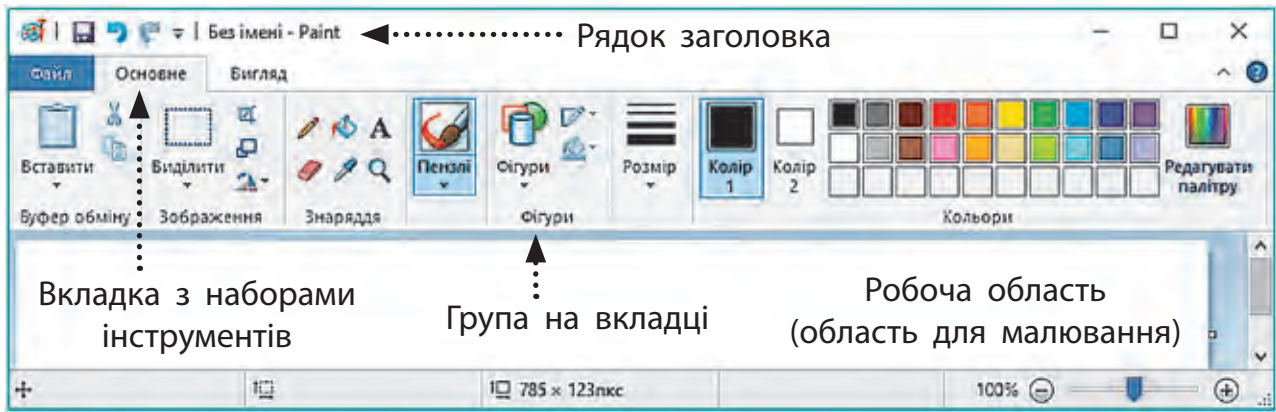 Без імені - Paint
Рядок заголовка
Файл Основне Вигляд
Вставити Виділити A Пензлі Фігури Розмір Колір 1 Колір 2 Редагувати палітру
Буфер обміну Зображення Знаряддя Фігури Кольори
Вкладка з наборами
інструментів
Група на вкладці
Робоча область
(область для малювання)
785 × 123пкс 100%